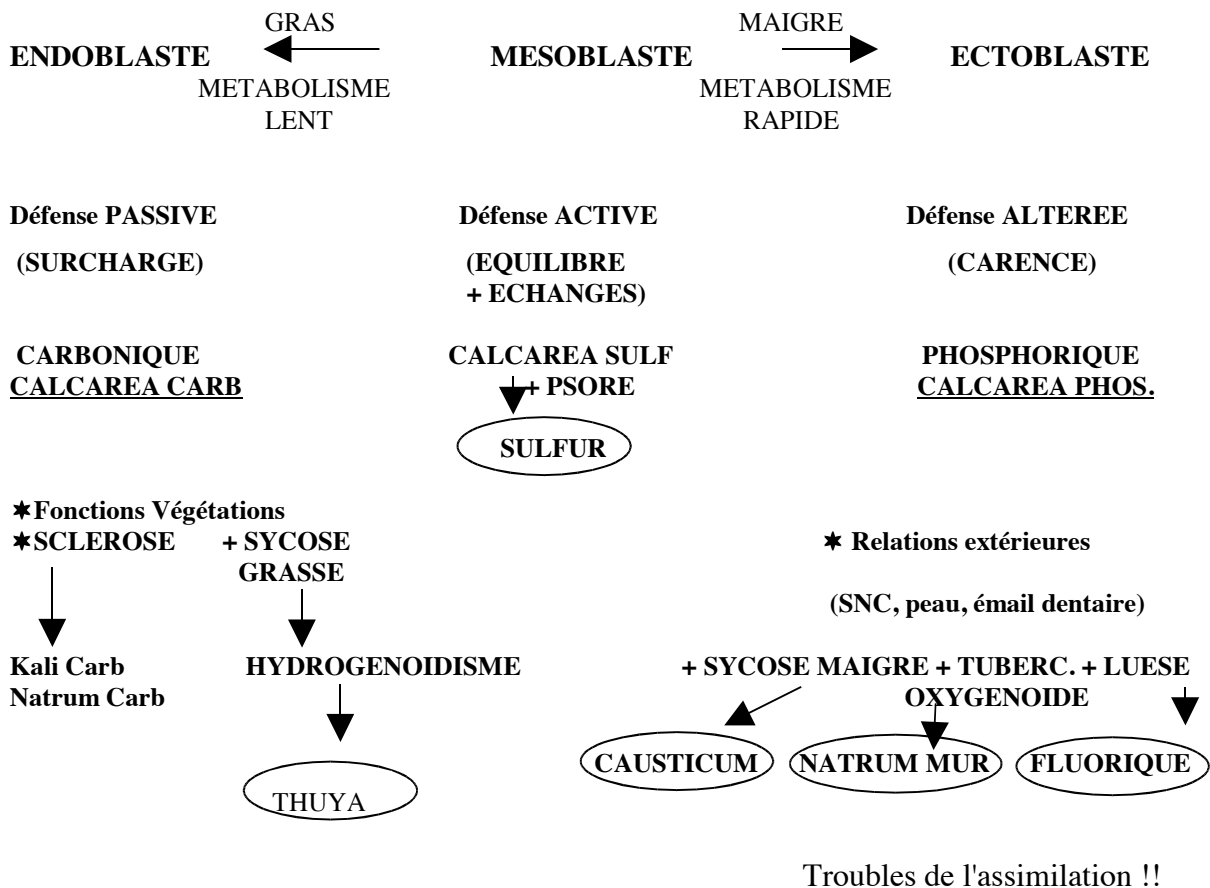 GRAS MAIGRE
ENDOBLASTE MESOBLASTE ECTOBLASTE
METABOLISME METABOLISME
LENT RAPIDE
Défense PASSIVE Défense ACTIVE Défense ALTEREE
(SURCHARGE) (EQUILIBRE (CARENCE)
+ ECHANGES)
CARBONIQUE CALCAREA SULF PHOSPHORIQUE
CALCAREA CARB + PSORE CALCAREA PHOS.
SULFUR
✷Fonctions Végétations
✷SCLEROSE + SYCOSE ✷ Relations extérieures
GRASSE
(SNC, peau, émail dentaire)
Kali Carb HYDROGENOIDISME + SYCOSE MAIGRE + TUBERC. + LUESE
Natrum Carb OXYGENOIDE
CAUSTICUM NATRUM MUR FLUORIQUE
THUYA
Troubles de l'assimilation !!